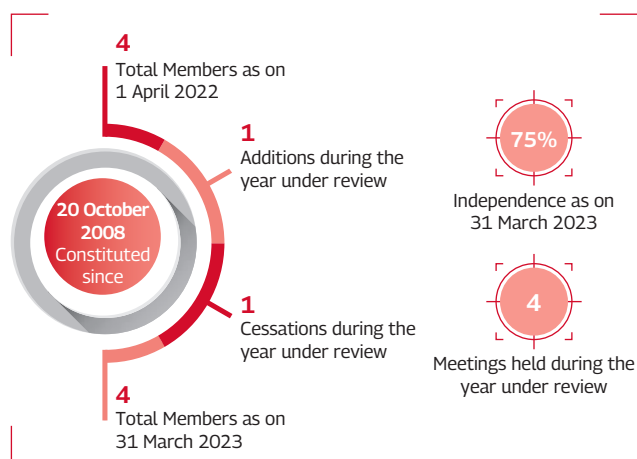 4
Total Members as on
1 April 2022
1
Additions during the
year under review
20 October
2008
Constituted
since
1
Cessations during the
year under review
4
Total Members as on
31 March 2023
75%
Independence as on
31 March 2023
4
Meetings held during the
year under review